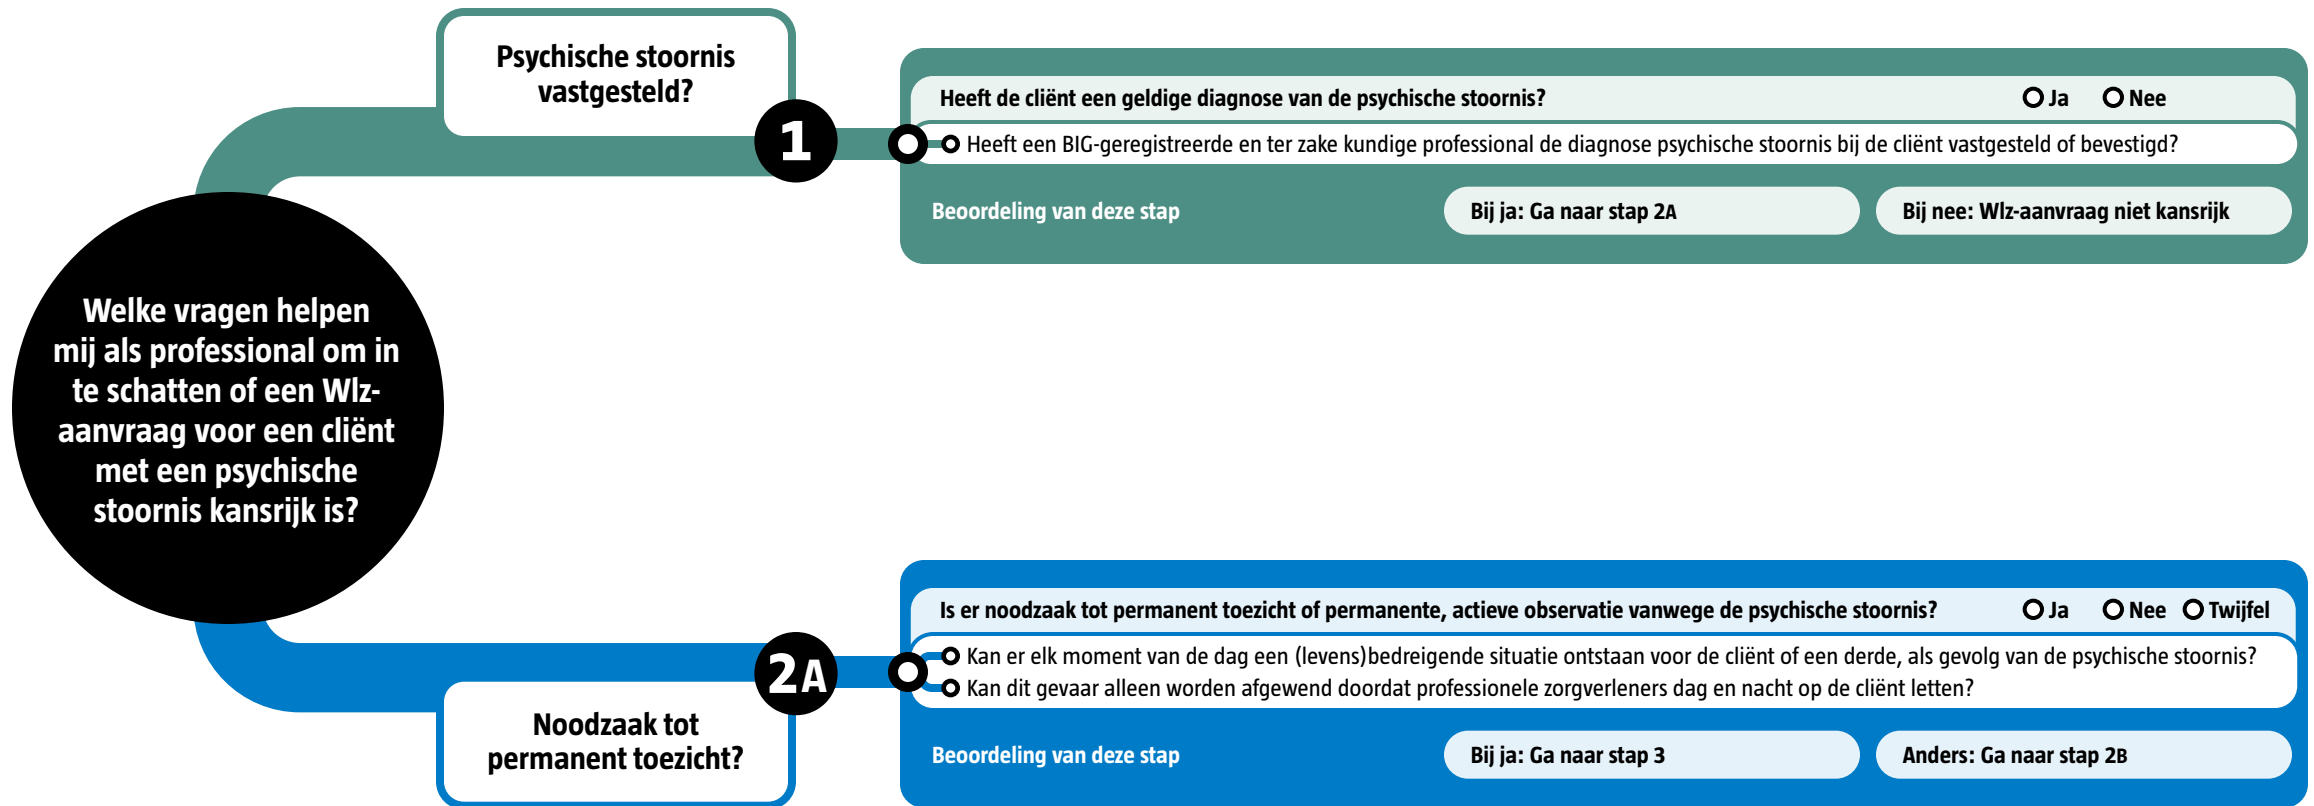 Welke vragen helpen
mij als professional om in
te schatten of een Wlz-
aanvraag voor een cliënt
met een psychische
stoornis kansrijk is?
Psychische stoornis
vastgesteld?
1
Heeft de cliënt een geldige diagnose van de psychische stoornis? Ja Nee
Heeft een BIG-geregistreerde en ter zake kundige professional de diagnose psychische stoornis bij de cliënt vastgesteld of bevestigd?
Beoordeling van deze stap Bij ja: Ga naar stap 2A Bij nee: Wlz-aanvraag niet kansrijk
Noodzaak tot
permanent toezicht?
2A
Is er noodzaak tot permanent toezicht of permanente, actieve observatie vanwege de psychische stoornis? Ja Nee Twijfel
Kan er elk moment van de dag een (levens)bedreigende situatie ontstaan voor de cliënt of een derde, als gevolg van de psychische stoornis?
Kan dit gevaar alleen worden afgewend doordat professionele zorgverleners dag en nacht op de cliënt letten?
Beoordeling van deze stap Bij ja: Ga naar stap 3 Anders: Ga naar stap 2B